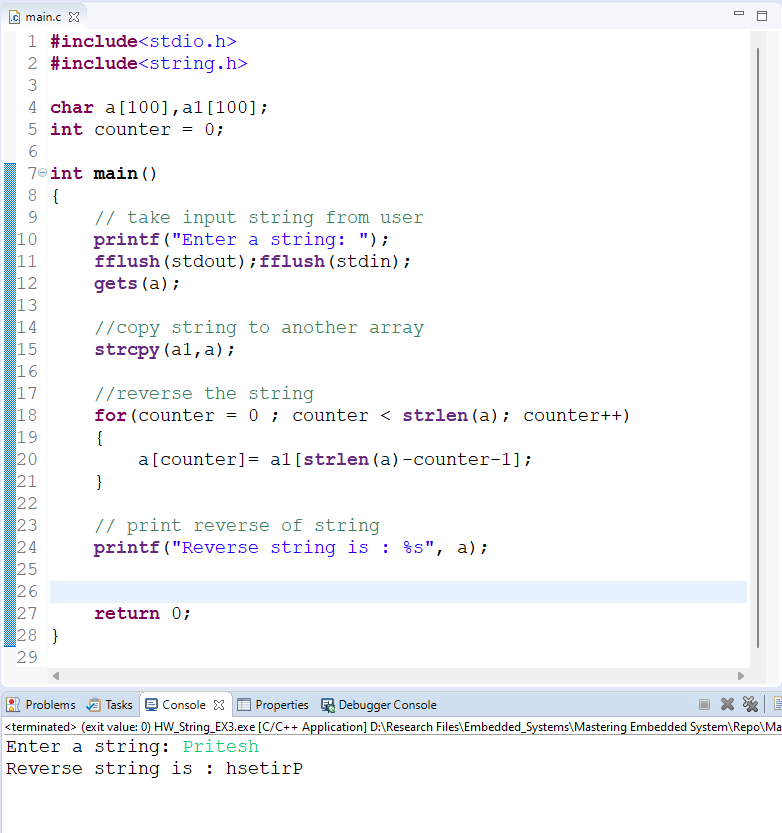 main.c
1 #include<stdio.h>
2 #include<string.h>
3
4 char a[100],a1[100];
5 int counter = 0;
6
7 int main()
8 {
9     // take input string from user
10     printf("Enter a string: ");
11     fflush(stdout);fflush(stdin);
12     gets(a);
13
14     //copy string to another array
15     strcpy(a1,a);
16
17     //reverse the string
18     for(counter = 0 ; counter < strlen(a); counter++)
19     {
20         a[counter]= a1[strlen(a)-counter-1];
21     }
22
23     // print reverse of string
24     printf("Reverse string is : %s", a);
25
26
27     return 0;
28 }
29
Problems Tasks Console Properties Debugger Console
<terminated> (exit value: 0) HW_String_EX3.exe [C/C++ Application] D:\Research Files\Embedded_Systems\Mastering Embedded System\Repo\Ma
Enter a string: Pritesh
Reverse string is : hsetirP